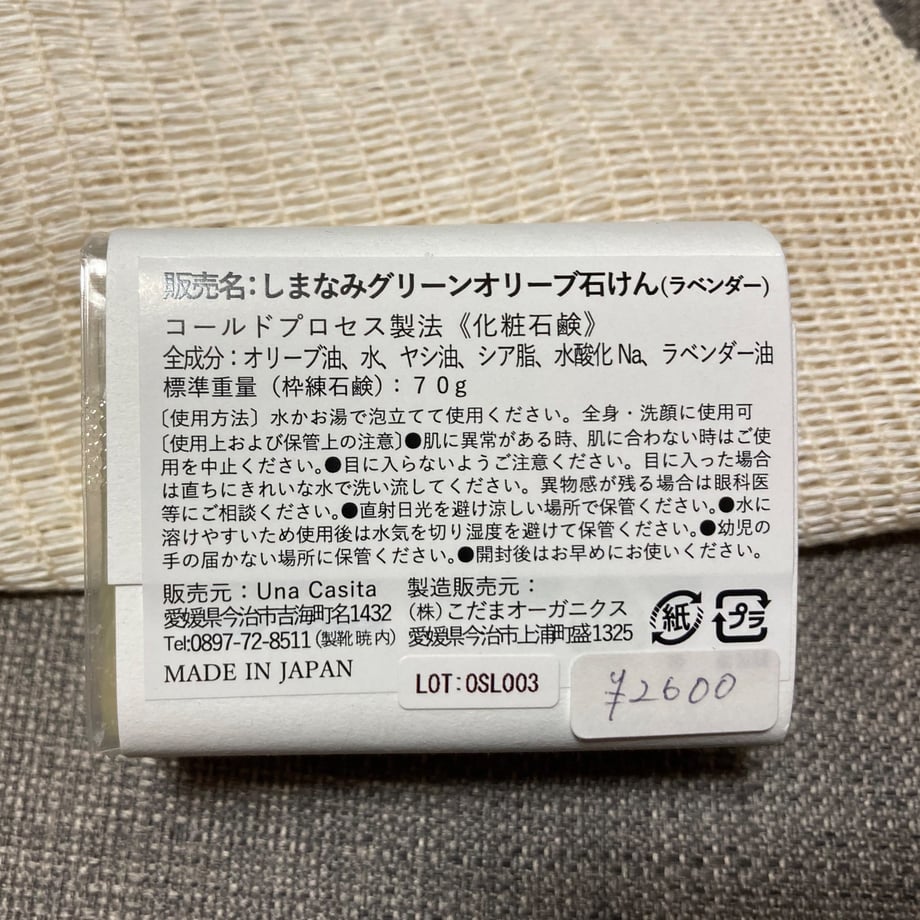 販売名：しまなみグリーンオリーブ石けん(ラベンダー)
コールドプロセス製法《化粧石鹸》
全成分：オリーブ油、水、ヤシ油、シア脂、水酸化Na、ラベンダー油
標準重量（枠練石鹸）：７０g
〔使用方法〕水かお湯で泡立てて使用ください。全身・洗顔に使用可
〔使用上および保管上の注意〕●肌に異常がある時、肌に合わない時はご使
用を中止ください。●目に入らないようご注意ください。目に入った場合
は直ちにきれいな水で洗い流してください。異物感が残る場合は眼科医
等にご相談ください。●直射日光を避け涼しい場所で保管ください。●水に
溶けやすいため使用後は水気を切り湿度を避けて保管ください。●幼児の
手の届かない場所に保管ください。●開封後はお早めにお使いください。
販売元：Una Casita
愛媛県今治市吉海町名1432
Tel:0897-72-8511（製靴 暁 内）
MADE IN JAPAN
製造販売元：
（株）こだまオーガニクス
愛媛県今治市上浦町盛1325
紙
プラ
LOT:OSL003
¥2600